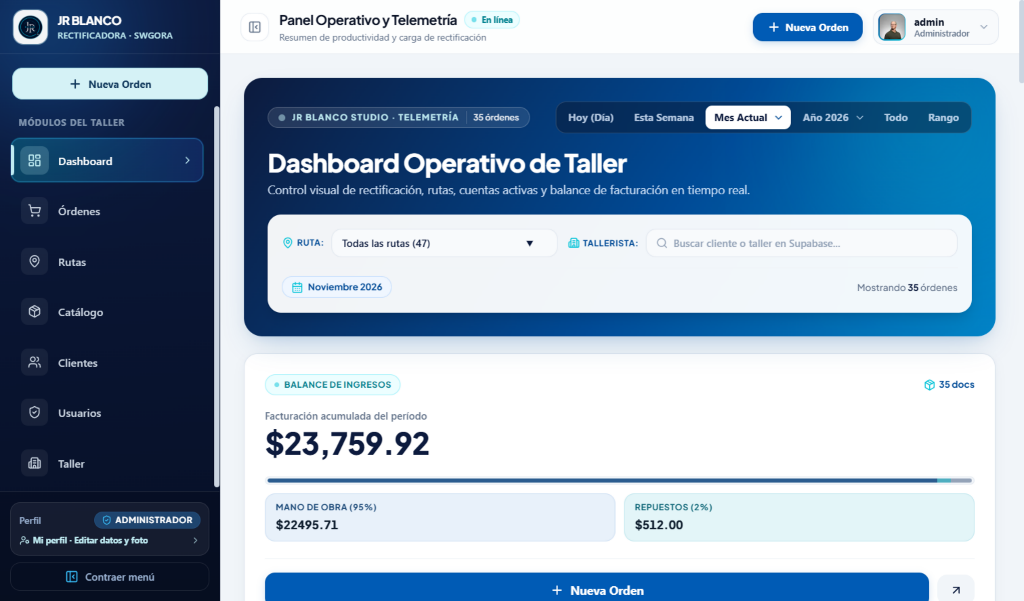 JR BLANCO
RECTIFICADORA · SWGORA
Nueva Orden
MÓDULOS DEL TALLER
Dashboard
Órdenes
Rutas
Catálogo
Clientes
Usuarios
Taller
Perfil
ADMINISTRADOR
Mi perfil · Editar datos y foto
Contraer menú
Panel Operativo y Telemetría
En línea
Resumen de productividad y carga de rectificación
Nueva Orden
admin
Administrador
JR BLANCO STUDIO · TELEMETRÍA
35 órdenes
Hoy (Día)
Esta Semana
Mes Actual
Año 2026
Todo
Rango
Dashboard Operativo de Taller
Control visual de rectificación, rutas, cuentas activas y balance de facturación en tiempo real.
RUTA:
Todas las rutas (47)
TALLERISTA:
Buscar cliente o taller en Supabase...
Noviembre 2026
Mostrando 35 órdenes
BALANCE DE INGRESOS
35 docs
Facturación acumulada del período
$23,759.92
MANO DE OBRA (95%)
$22495.71
REPUESTOS (2%)
$512.00
Nueva Orden